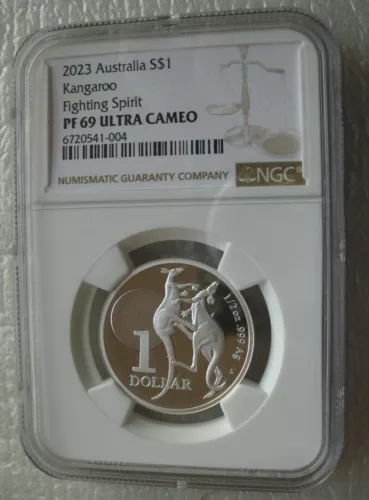 2023 Australia S$1
Kangaroo
Fighting Spirit
PF 69 ULTRA CAMEO
6720541-004
NUMISMATIC GUARANTY COMPANY
NGC
1/2oz .999 Ag
1
DOLLAR